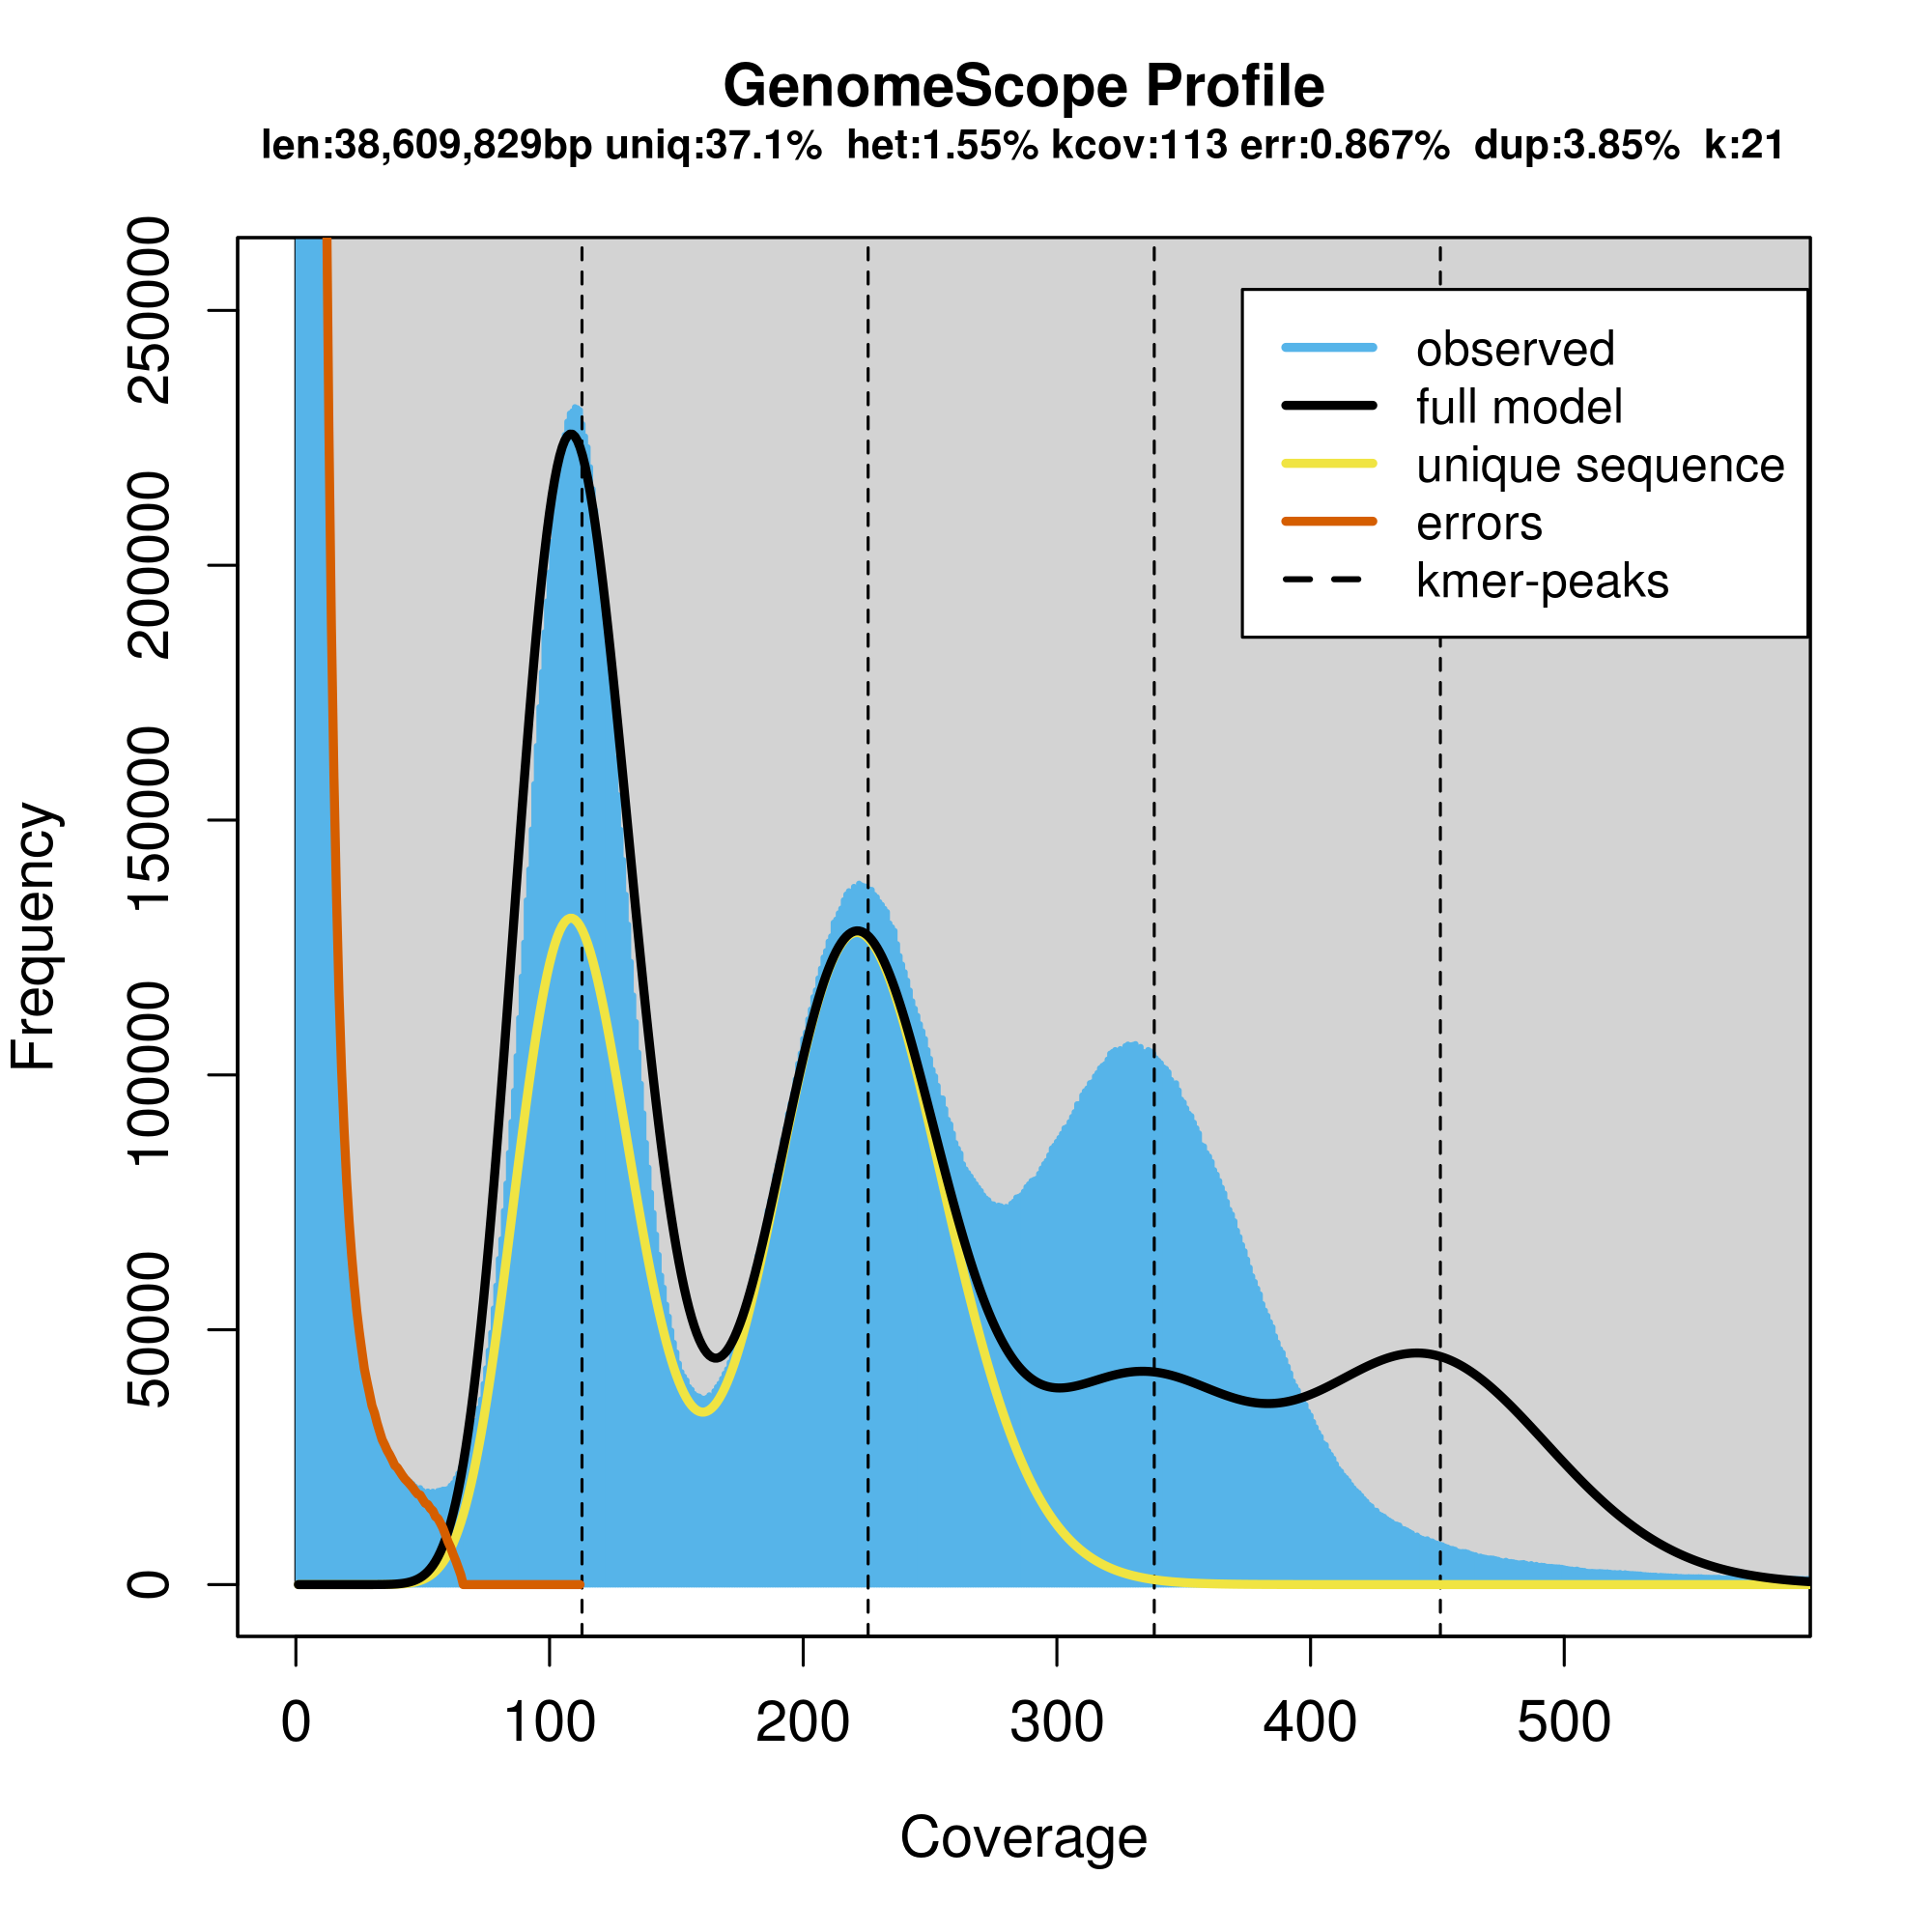 GenomeScope Profile
len:38,609,829bp uniq:37.1% het:1.55% kcov:113 err:0.867% dup:3.85% k:21
observed
full model
unique sequence
errors
kmer-peaks
Frequency
250000
200000
150000
100000
50000
0
0 100 200 300 400 500
Coverage